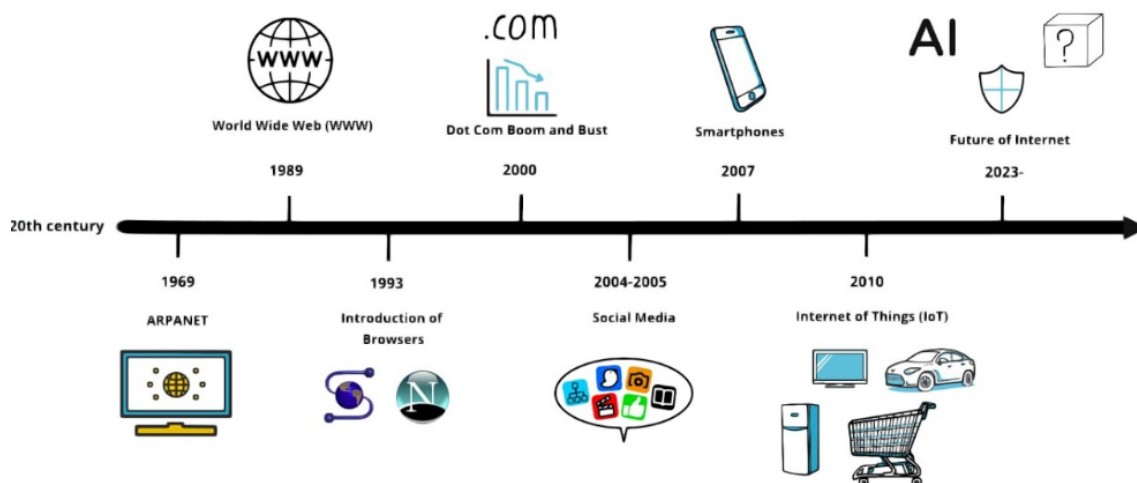 .com
AI
?
WWW
World Wide Web (WWW)
Dot Com Boom and Bust
Smartphones
Future of Internet
1989
2000
2007
2023-
20th century
1969
1993
2004-2005
2010
ARPANET
Introduction of
Browsers
Social Media
Internet of Things (IoT)
N